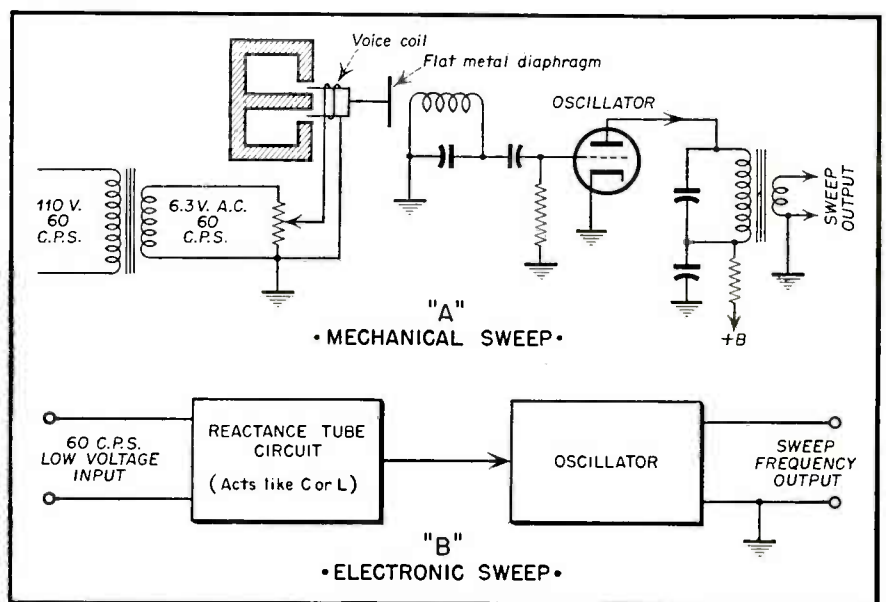 Voice coil
Flat metal diaphragm
OSCILLATOR
110 V.
60
C.P.S.
6.3 V. A.C.
60
C.P.S.
SWEEP
OUTPUT
+B
"A"
• MECHANICAL SWEEP •
60 C.P.S.
LOW VOLTAGE
INPUT
REACTANCE TUBE
CIRCUIT
(Acts like C or L)
OSCILLATOR
SWEEP
FREQUENCY
OUTPUT
"B"
• ELECTRONIC SWEEP •